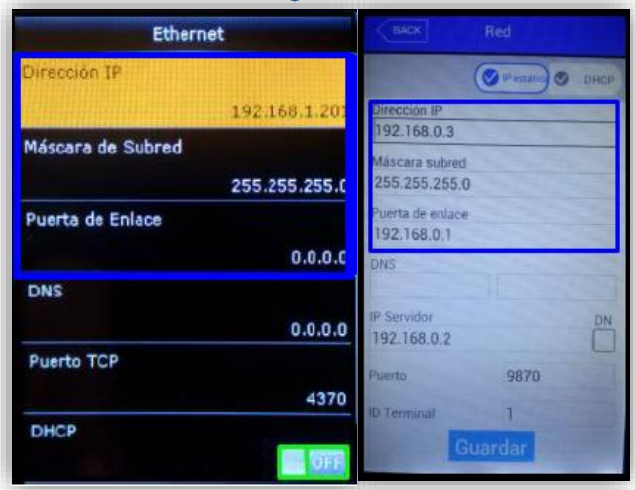 Ethernet
Dirección IP
192.168.1.201
Máscara de Subred
255.255.255.0
Puerta de Enlace
0.0.0.0
DNS
0.0.0.0
Puerto TCP
4370
DHCP
OFF
BACK
Red
IP estática
DHCP
Dirección IP
192.168.0.3
Máscara subred
255.255.255.0
Puerta de enlace
192.168.0.1
DNS
IP Servidor
DN
192.168.0.2
Puerto 9870
ID Terminal 1
Guardar